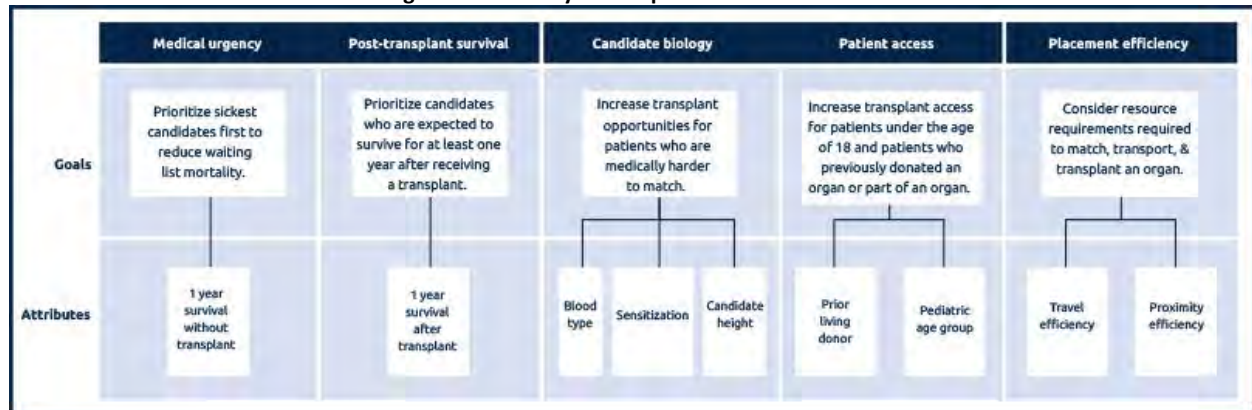 Medical urgency
Post-transplant survival
Candidate biology
Patient access
Placement efficiency
Goals
Prioritize sickest
candidates first to
reduce waiting
list mortality.
Prioritize candidates
who are expected to
survive for at least one
year after receiving
a transplant.
Increase transplant
opportunities for
patients who are
medically harder
to match.
Increase transplant access
for patients under the age
of 18 and patients who
previously donated an
organ or part of an organ.
Consider resource
requirements required
to match, transport, &
transplant an organ.
Attributes
1 year
survival
without
transplant
1 year
survival
after
transplant
Blood
type
Sensitization
Candidate
height
Prior
living
donor
Pediatric
age group
Travel
efficiency
Proximity
efficiency